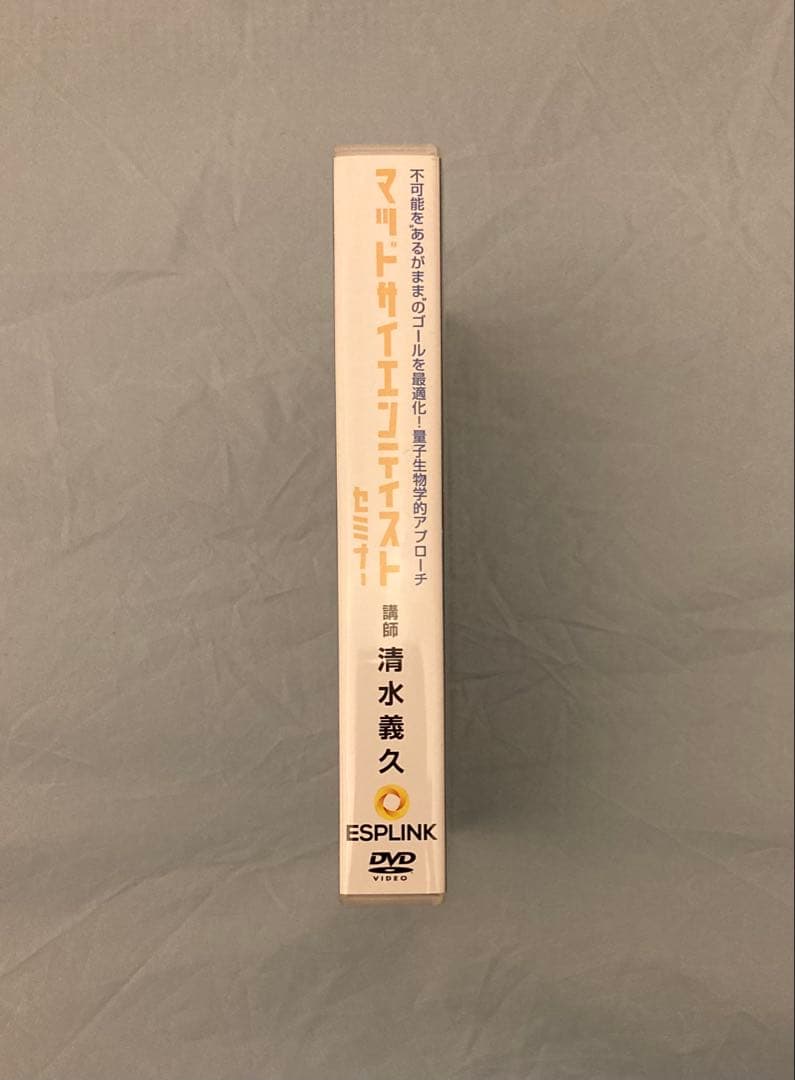 不可能を"あるがまま"のゴールを最適化！量子生物学的アプローチ
マッドサイエンティスト
セミナー
講師
清水義久
ESPLINK
DVD
VIDEO